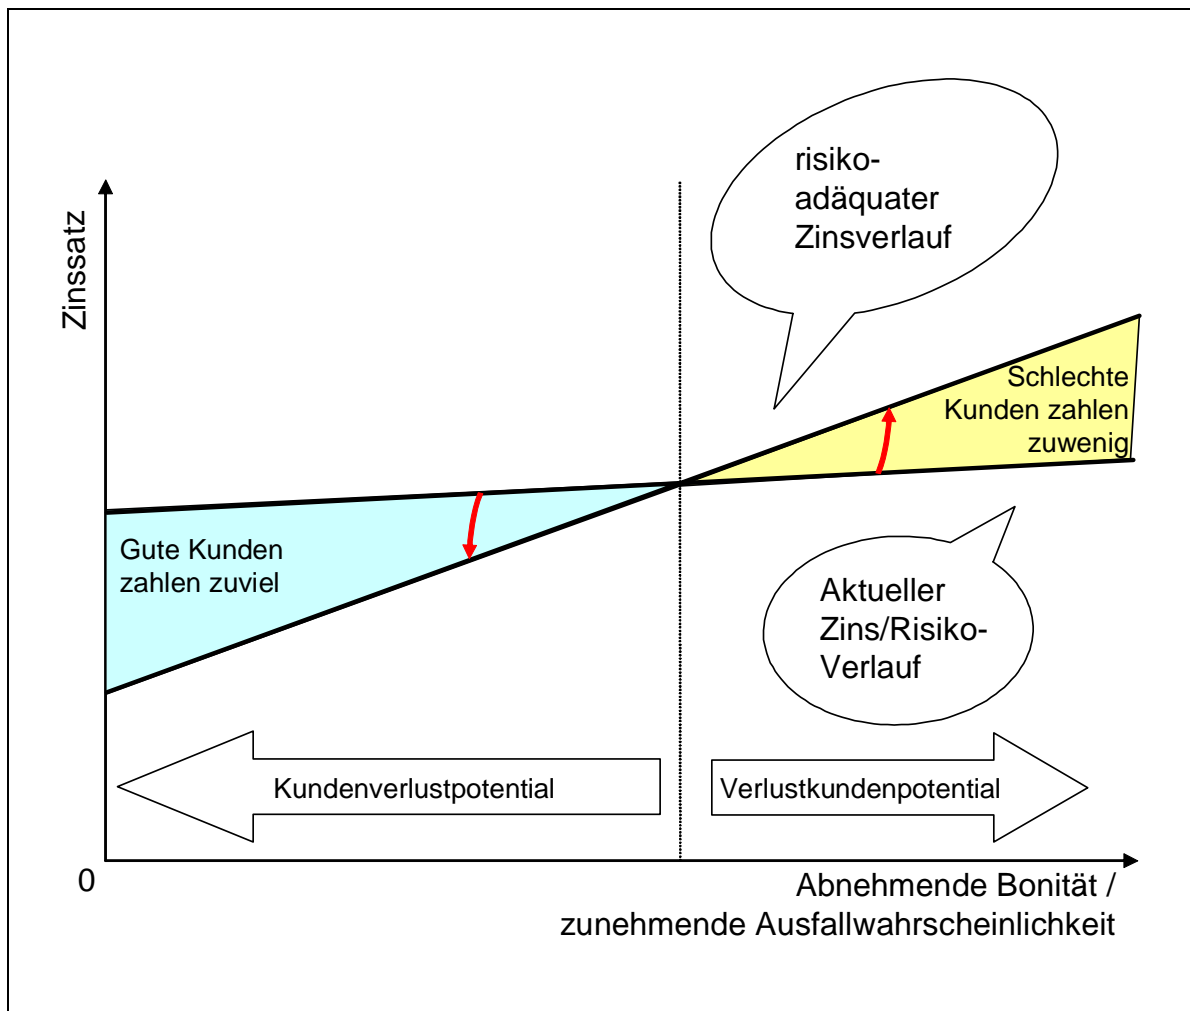 risiko-
adäquater
Zinsverlauf
Zinssatz
Schlechte
Kunden zahlen
zuwenig
Gute Kunden
zahlen zuviel
Aktueller
Zins/Risiko-
Verlauf
Kundenverlustpotential
Verlustkundenpotential
0
Abnehmende Bonität /
zunehmende Ausfallwahrscheinlichkeit